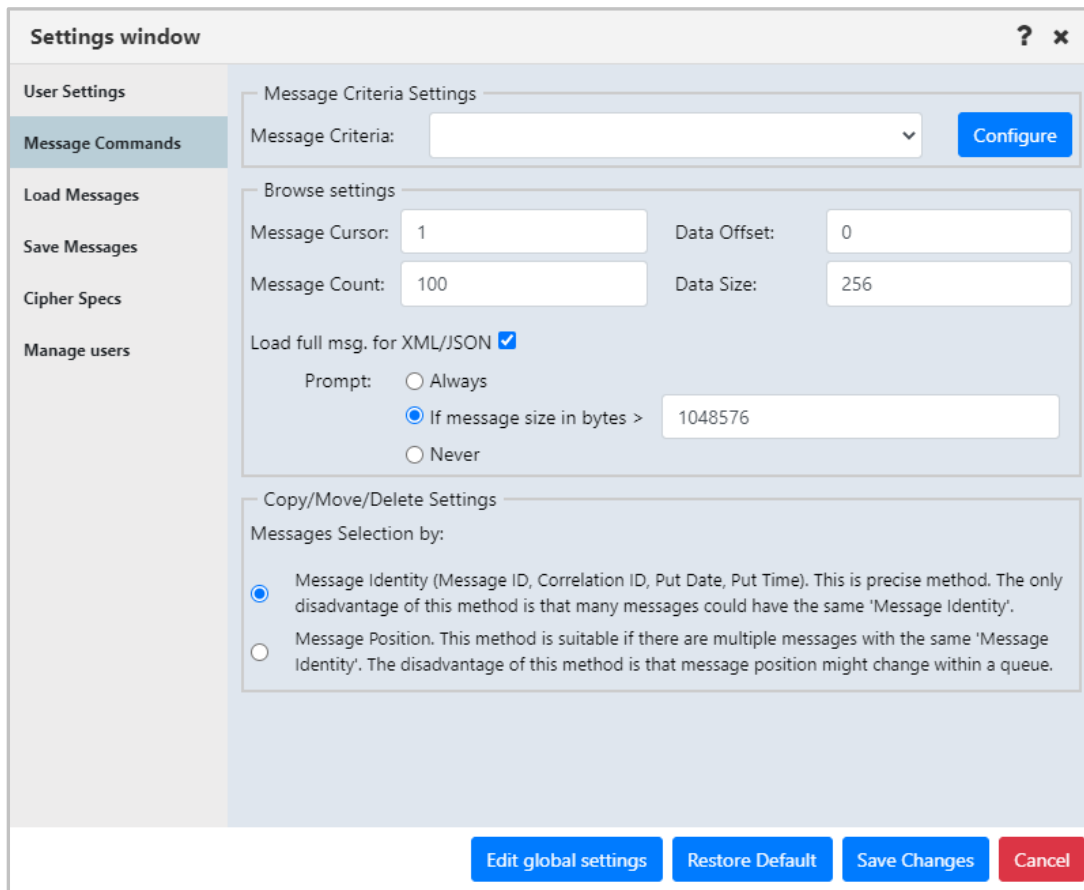 Settings window ? ×
User Settings
Message Commands
Load Messages
Save Messages
Cipher Specs
Manage users
Message Criteria Settings
Message Criteria: Configure
Browse settings
Message Cursor: 1 Data Offset: 0
Message Count: 100 Data Size: 256
Load full msg. for XML/JSON
Prompt: Always
If message size in bytes > 1048576
Never
Copy/Move/Delete Settings
Messages Selection by:
Message Identity (Message ID, Correlation ID, Put Date, Put Time). This is precise method. The only
disadvantage of this method is that many messages could have the same 'Message Identity'.
Message Position. This method is suitable if there are multiple messages with the same 'Message
Identity'. The disadvantage of this method is that message position might change within a queue.
Edit global settings Restore Default Save Changes Cancel